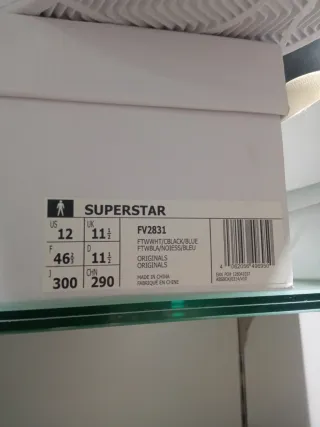 SUPERSTAR
US 12 UK 11½
F 46⅔ D 11½
J 300 CHN 290
FV2831
FTWWHT/CBLACK/BLUE
FTWBLA/NOIESS/BLEU
ORIGINALS
ORIGINALS
MADE IN CHINA
FABRIQUÉ EN CHINE